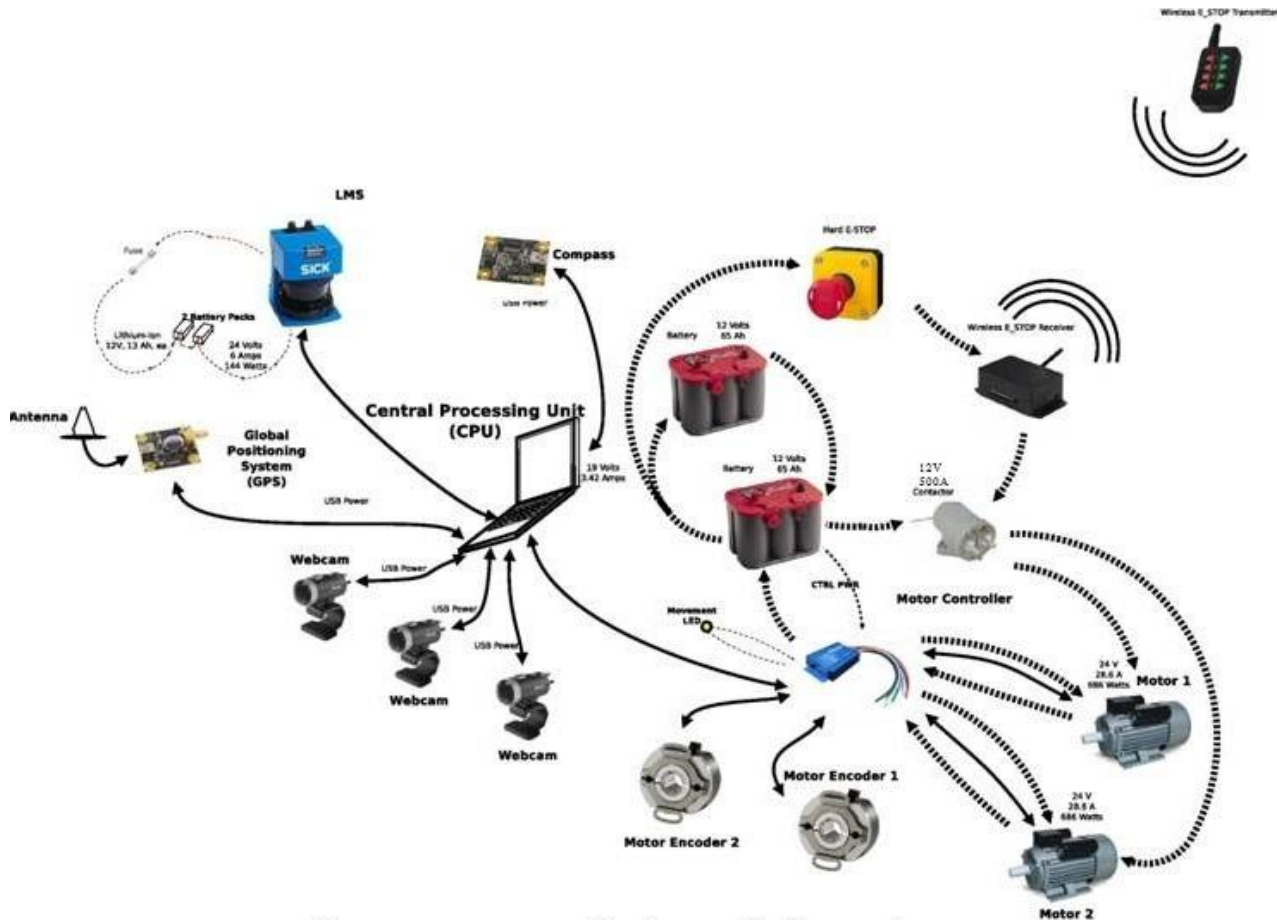 Wireless E_STOP Transmitter
LMS
Fuse
SICK
Hard E-STOP
Compass
USB Power
2 Battery Packs
Lithium-Ion
12V, 13 Ah, ea
24 Volts
6 Amps
144 Watts
Battery
12 Volts
65 Ah
Wireless E_STOP Receiver
Antenna
Global
Positioning
System
(GPS)
Central Processing Unit
(CPU)
19 Volts
3.42 Amps
Battery
12 Volts
65 Ah
12V
500A
Contactor
USB Power
Webcam
USB Power
USB Power
USB Power
Webcam
Webcam
CTRL PWR
Motor Controller
Movement
LED
24 V
28.6 A
686 Watts
Motor 1
Motor Encoder 1
Motor Encoder 2
24 V
28.6 A
686 Watts
Motor 2